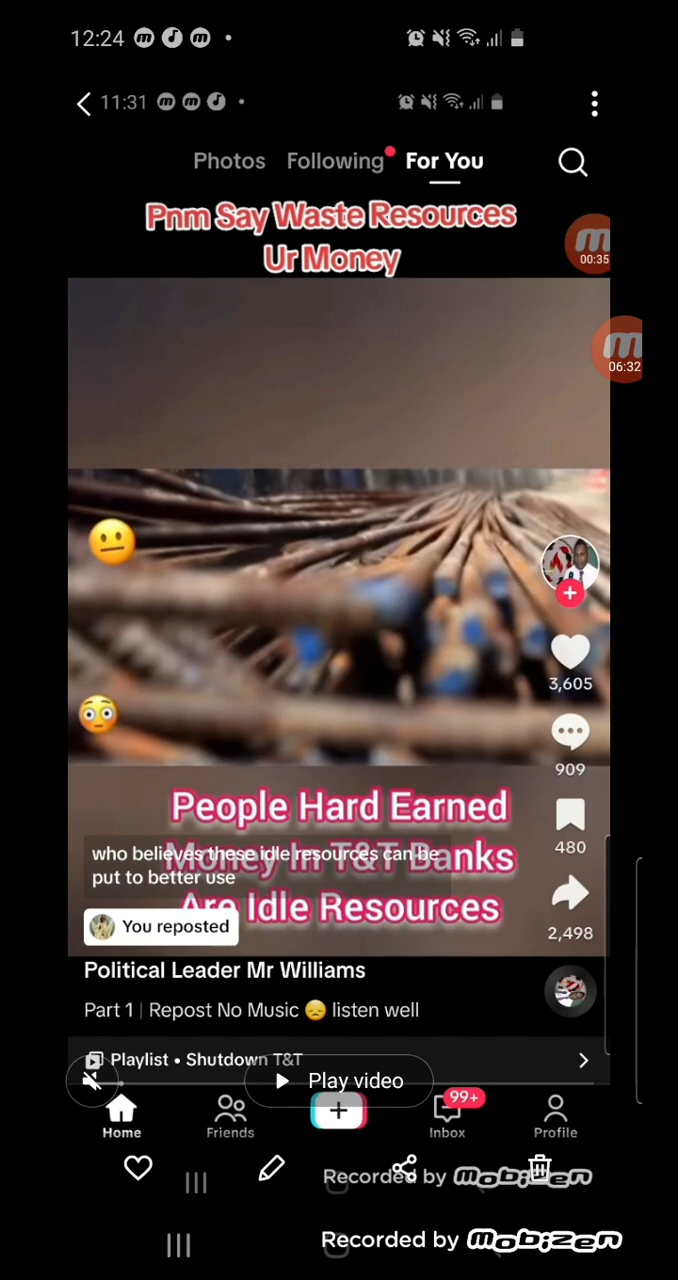 12:24
11:31
Photos Following For You
Pnm Say Waste Resources
Ur Money
00:35
06:32
3,605
909
480
2,498
People Hard Earned
Money In T&T Banks
Are Idle Resources
who believes these idle resources can be
put to better use
You reposted
Political Leader Mr Williams
Part 1 | Repost No Music 😞 listen well
Playlist • Shutdown T&T
Play video
99+
Home Friends Inbox Profile
Recorded by mobizen
Recorded by mobizen